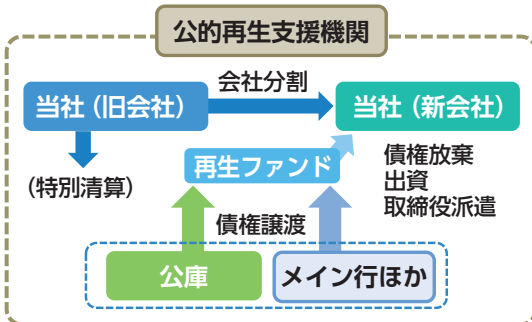 公的再生支援機関
会社分割
当社（旧会社）
当社（新会社）
（特別清算）
再生ファンド
債権放棄
出資
取締役派遣
債権譲渡
公庫
メイン行ほか